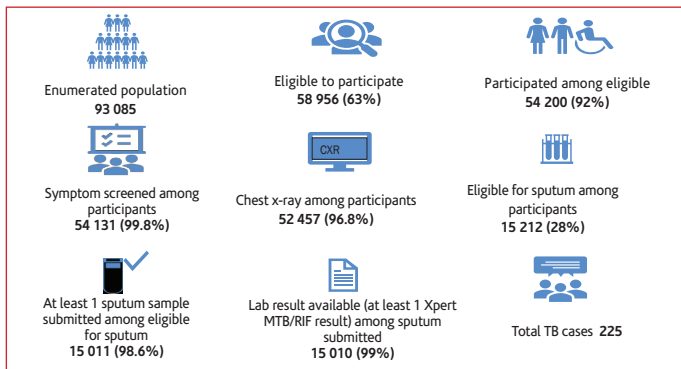 Enumerated population
93 085
Eligible to participate
58 956 (63%)
Participated among eligible
54 200 (92%)
Symptom screened among
participants
54 131 (99.8%)
CXR
Chest x-ray among participants
52 457 (96.8%)
Eligible for sputum among
participants
15 212 (28%)
At least 1 sputum sample
submitted among eligible
for sputum
15 011 (98.6%)
Lab result available (at least 1 Xpert
MTB/RIF result) among sputum
submitted
15 010 (99%)
Total TB cases 225